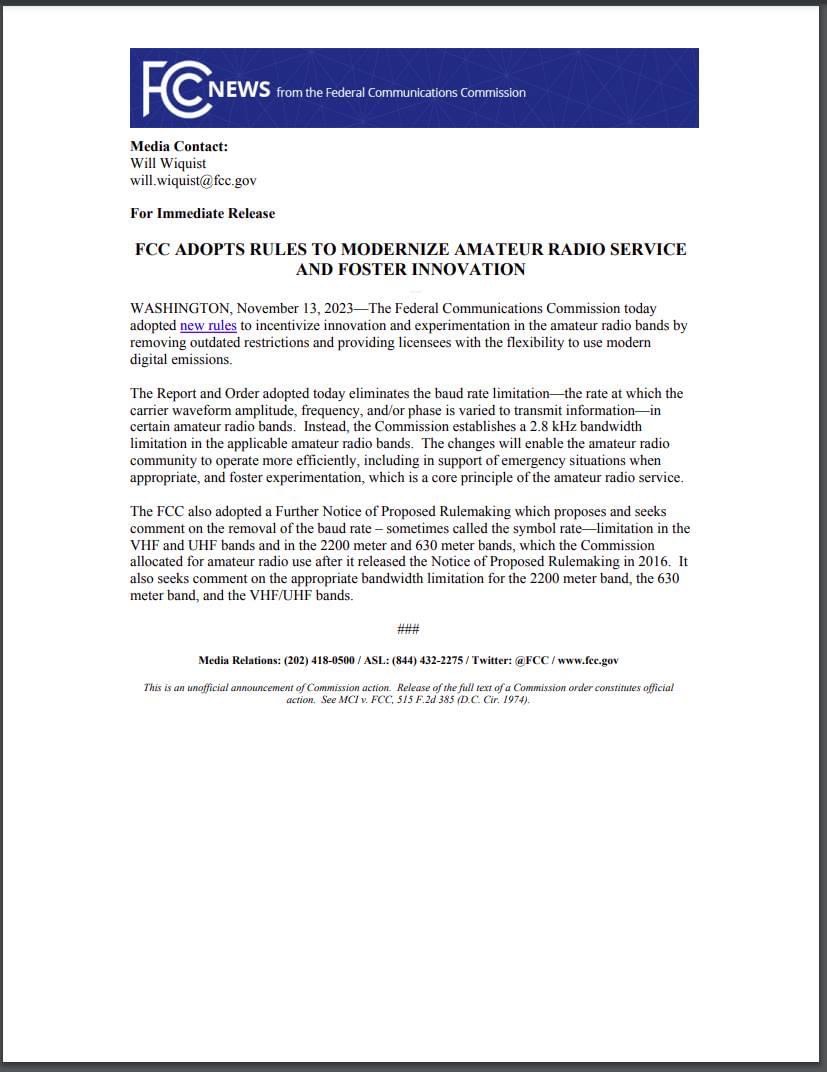 FCC NEWS from the Federal Communications Commission
Media Contact:
Will Wiquist
will.wiquist@fcc.gov
For Immediate Release
FCC ADOPTS RULES TO MODERNIZE AMATEUR RADIO SERVICE
AND FOSTER INNOVATION
WASHINGTON, November 13, 2023—The Federal Communications Commission today
adopted new rules to incentivize innovation and experimentation in the amateur radio bands by
removing outdated restrictions and providing licensees with the flexibility to use modern
digital emissions.
The Report and Order adopted today eliminates the baud rate limitation—the rate at which the
carrier waveform amplitude, frequency, and/or phase is varied to transmit information—in
certain amateur radio bands.  Instead, the Commission establishes a 2.8 kHz bandwidth
limitation in the applicable amateur radio bands.  The changes will enable the amateur radio
community to operate more efficiently, including in support of emergency situations when
appropriate, and foster experimentation, which is a core principle of the amateur radio service.
The FCC also adopted a Further Notice of Proposed Rulemaking which proposes and seeks
comment on the removal of the baud rate – sometimes called the symbol rate—limitation in the
VHF and UHF bands and in the 2200 meter and 630 meter bands, which the Commission
allocated for amateur radio use after it released the Notice of Proposed Rulemaking in 2016.  It
also seeks comment on the appropriate bandwidth limitation for the 2200 meter band, the 630
meter band, and the VHF/UHF bands.
###
Media Relations: (202) 418-0500 / ASL: (844) 432-2275 / Twitter: @FCC / www.fcc.gov
This is an unofficial announcement of Commission action.  Release of the full text of a Commission order constitutes official
action.  See MCI v. FCC, 515 F.2d 385 (D.C. Cir. 1974).